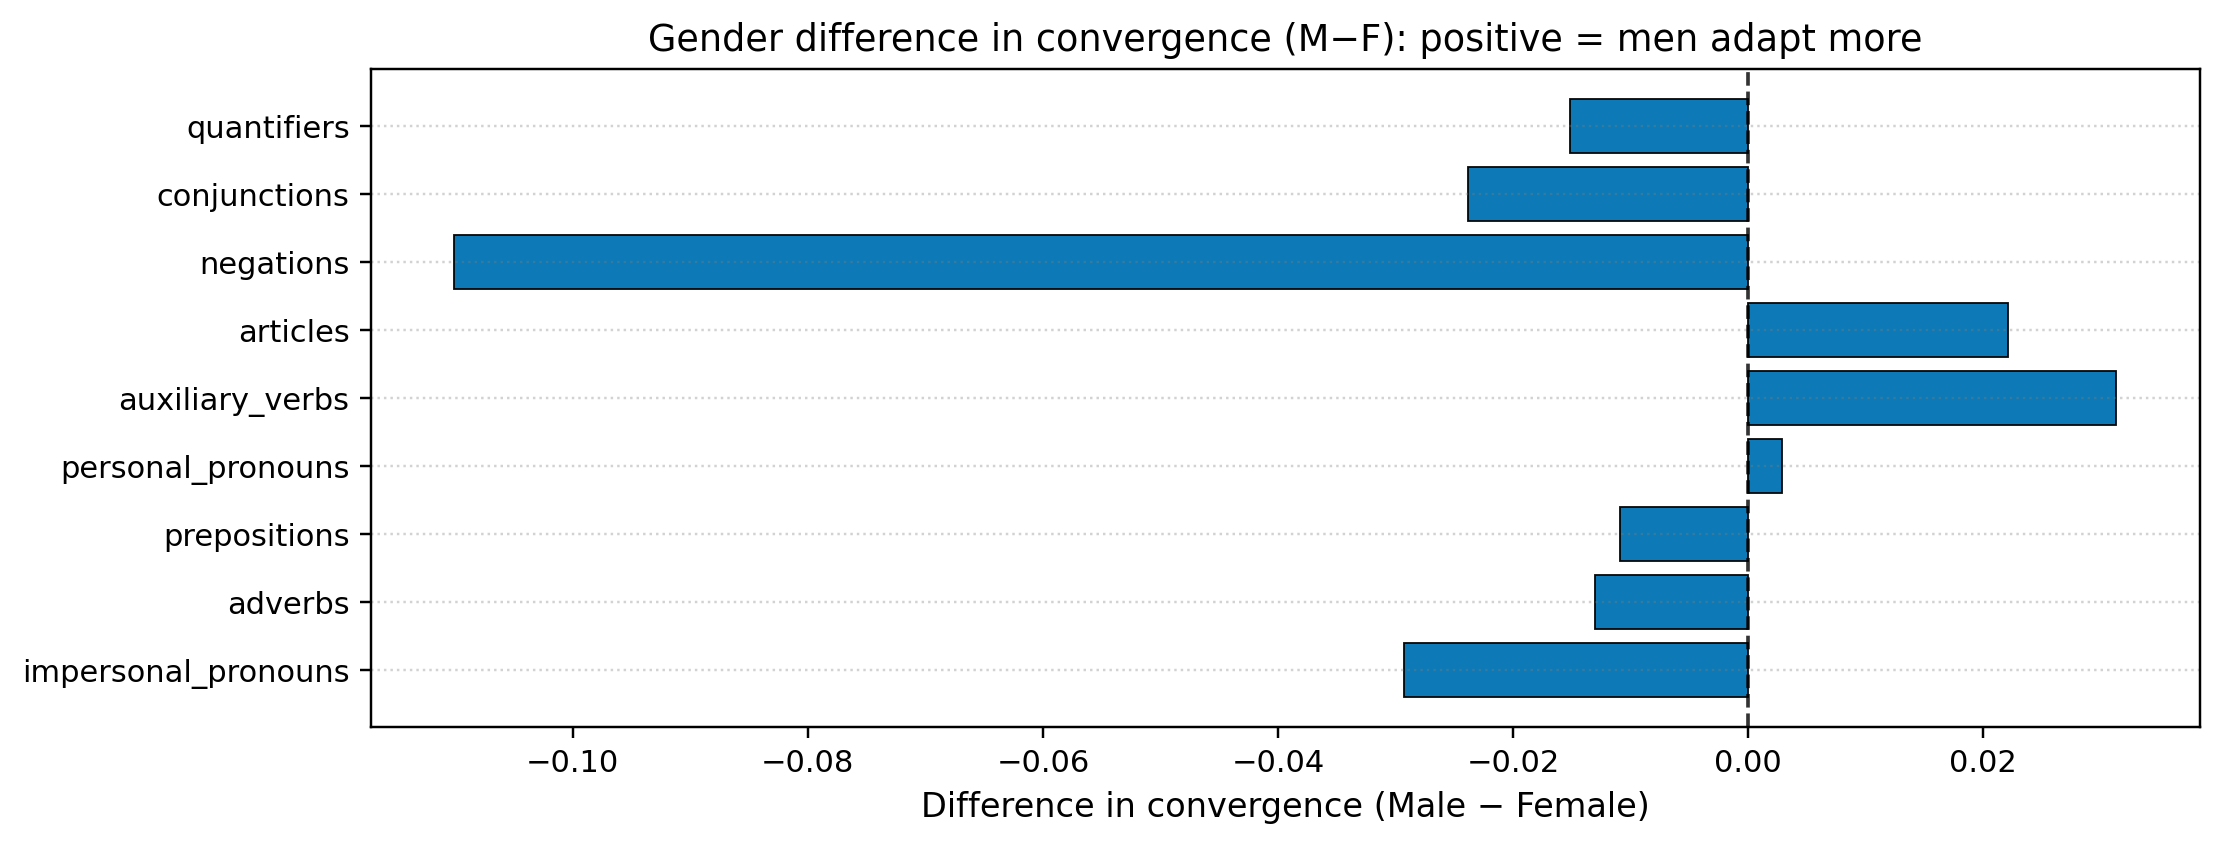 Gender difference in convergence (M−F): positive = men adapt more
quantifiers
conjunctions
negations
articles
auxiliary_verbs
personal_pronouns
prepositions
adverbs
impersonal_pronouns
−0.10 −0.08 −0.06 −0.04 −0.02 0.00 0.02
Difference in convergence (Male − Female)